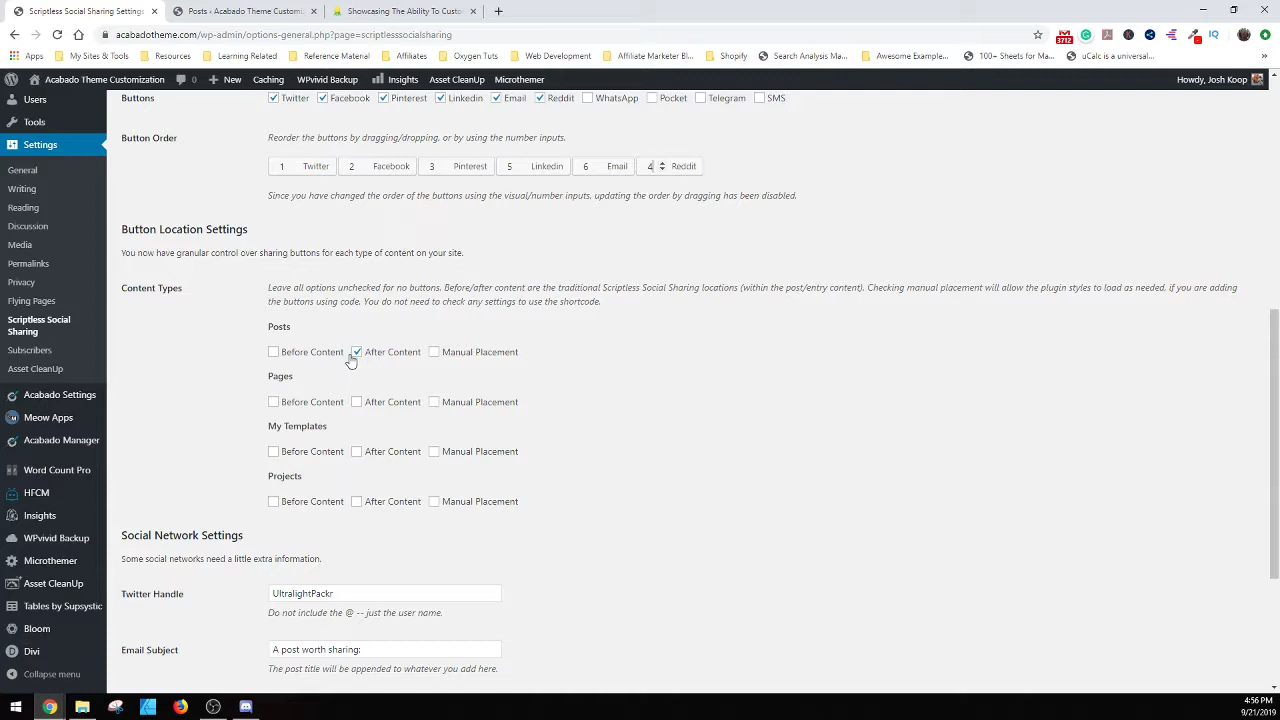 Scriptless Social Sharing Settings
Posts ‹ Acabado Theme Customiz
Showcasing The Ability To Custo
acabadotheme.com/wp-admin/options-general.php?page=scriptlesssocialsharing
3712
IQ
Apps
My Sites & Tools
Resources
Learning Related
Reference Material
Affiliates
Oxygen Tuts
Web Development
Affiliate Marketer Bl...
Shopify
Search Analysis Ma...
Awesome Example...
100+ Sheets for Ma...
uCalc is a universal...
Acabado Theme Customization
0
New
Caching
WPvivid Backup
Insights
Asset CleanUp
Microthemer
Howdy, Josh Koop
Users
Tools
Settings
General
Writing
Reading
Discussion
Media
Permalinks
Privacy
Flying Pages
Scriptless Social
Sharing
Subscribers
Asset CleanUp
Acabado Settings
Meow Apps
Acabado Manager
Word Count Pro
HFCM
Insights
WPvivid Backup
Microthemer
Asset CleanUp
Tables by Supsystic
Bloom
Divi
Collapse menu
Buttons
Twitter Facebook Pinterest Linkedin Email Reddit WhatsApp Pocket Telegram SMS
Button Order
Reorder the buttons by dragging/dropping, or by using the number inputs.
1 Twitter 2 Facebook 3 Pinterest 5 Linkedin 6 Email 4 Reddit
Since you have changed the order of the buttons using the visual/number inputs, updating the order by dragging has been disabled.
Button Location Settings
You now have granular control over sharing buttons for each type of content on your site.
Content Types
Leave all options unchecked for no buttons. Before/after content are the traditional Scriptless Social Sharing locations (within the post/entry content). Checking manual placement will allow the plugin styles to load as needed, if you are adding
the buttons using code. You do not need to check any settings to use the shortcode.
Posts
Before Content After Content Manual Placement
Pages
Before Content After Content Manual Placement
My Templates
Before Content After Content Manual Placement
Projects
Before Content After Content Manual Placement
Social Network Settings
Some social networks need a little extra information.
Twitter Handle
UltralightPackr
Do not include the @ -- just the user name.
Email Subject
A post worth sharing:
The post title will be appended to whatever you add here.
4:56 PM
9/21/2019